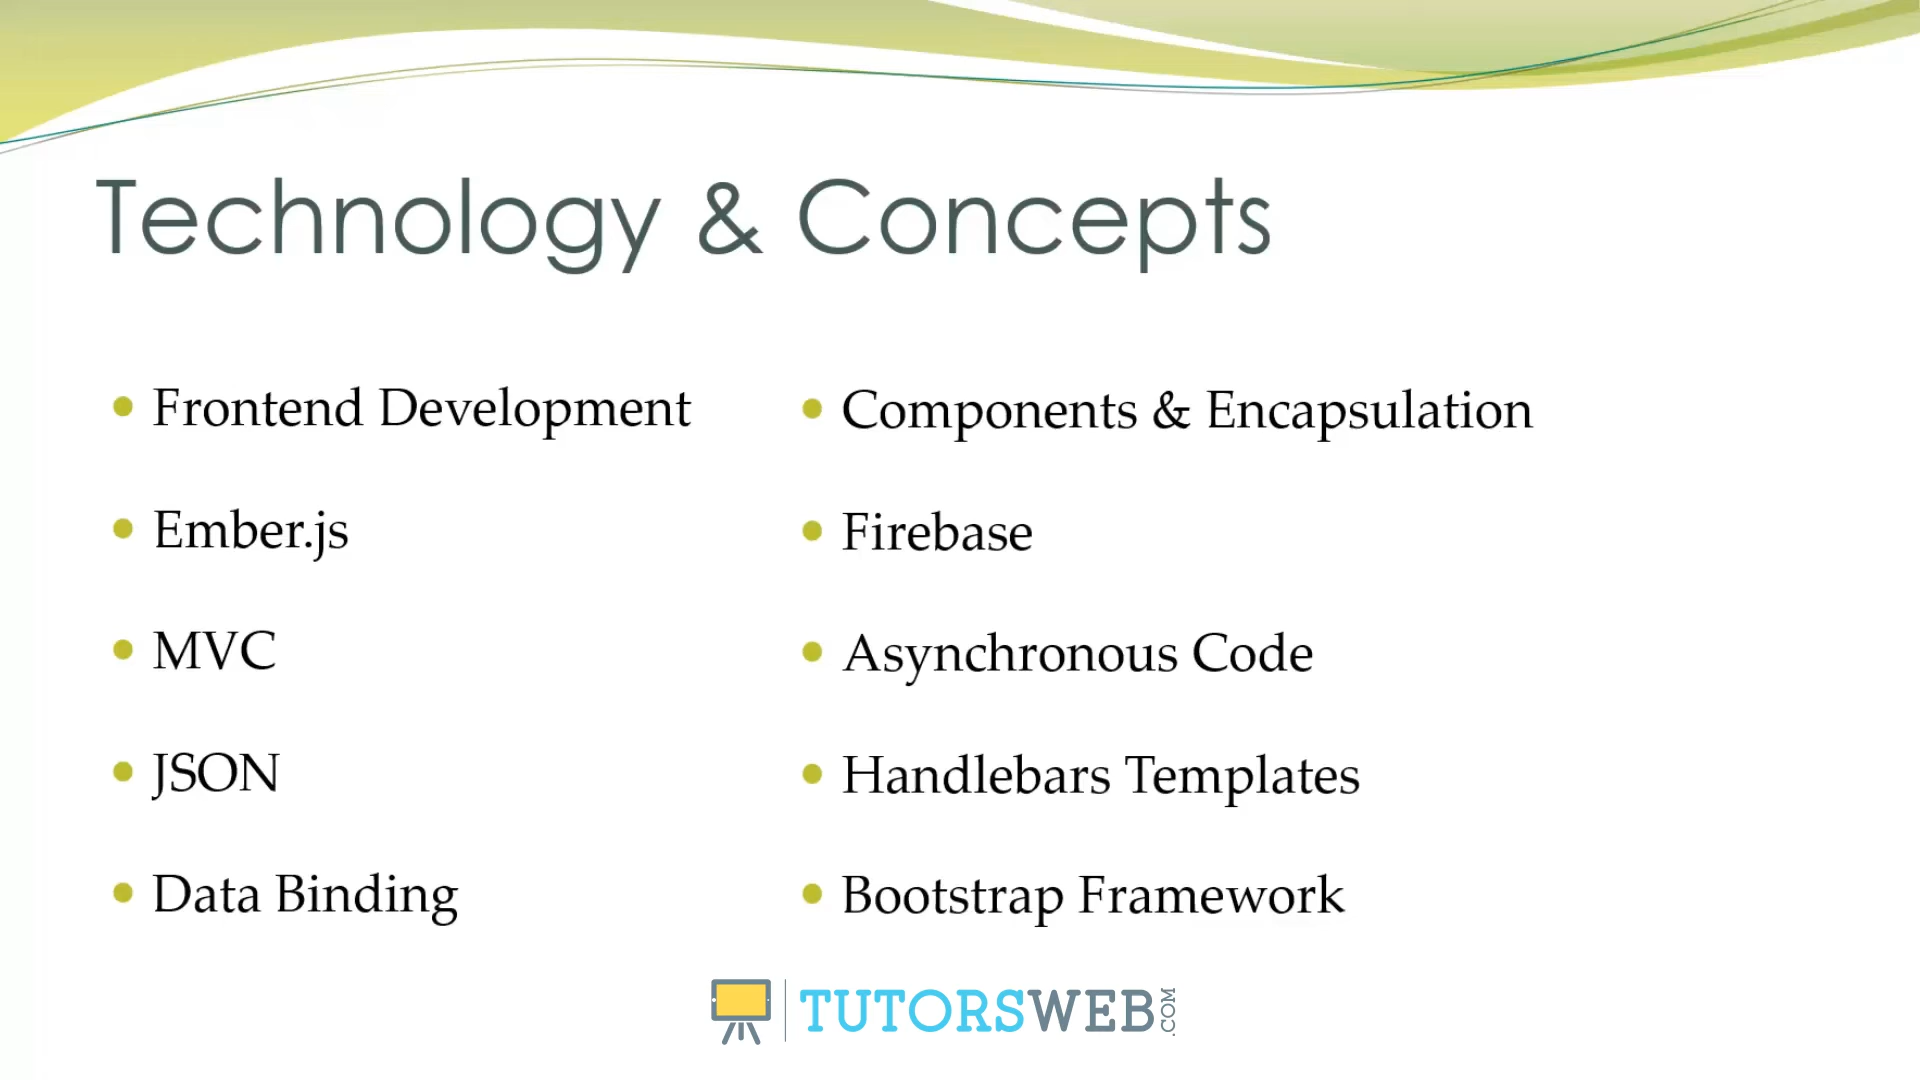 Technology & Concepts
Frontend Development
Ember.js
MVC
JSON
Data Binding
Components & Encapsulation
Firebase
Asynchronous Code
Handlebars Templates
Bootstrap Framework
TUTORSWEB.COM